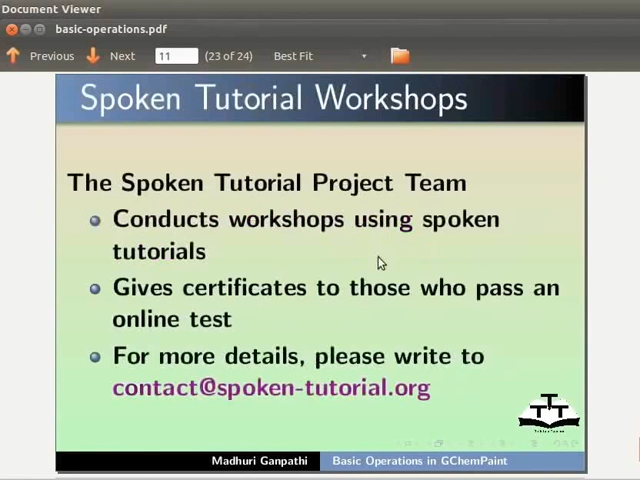 Document Viewer
basic-operations.pdf
Previous Next 11 (23 of 24) Best Fit
Spoken Tutorial Workshops
The Spoken Tutorial Project Team
Conducts workshops using spoken
tutorials
Gives certificates to those who pass an
online test
For more details, please write to
contact@spoken-tutorial.org
Madhuri Ganpathi Basic Operations in GChemPaint